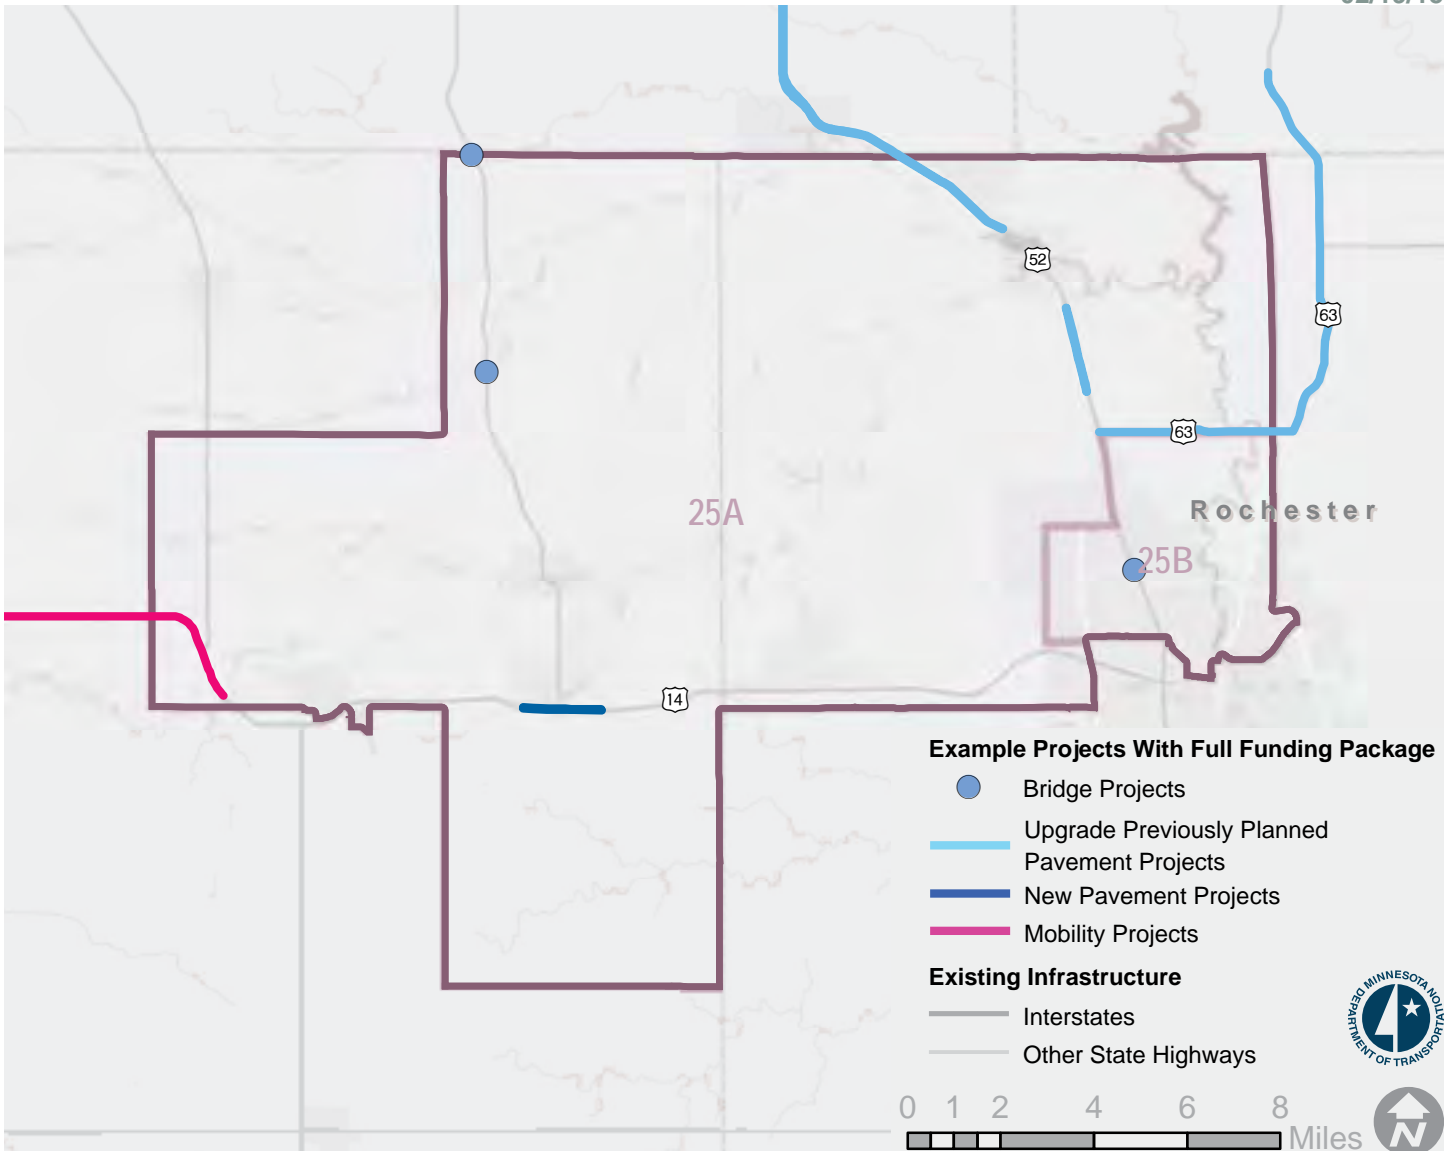 52
63
63
25A
Rochester
25B
14
Example Projects With Full Funding Package
Bridge Projects
Upgrade Previously Planned
Pavement Projects
New Pavement Projects
Mobility Projects
Existing Infrastructure
Interstates
Other State Highways
MINNESOTA
DEPARTMENT OF TRANSPORTATION
0 1 2 4 6 8
Miles
N